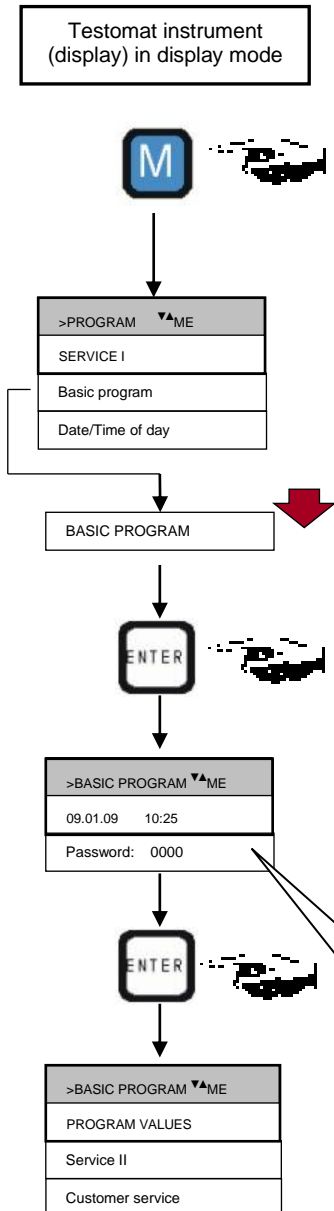 Testomat instrument
(display) in display mode
M
>PROGRAM ▼▲ME
SERVICE I
Basic program
Date/Time of day
BASIC PROGRAM
ENTER
>BASIC PROGRAM ▼▲ME
09.01.09 10:25
Password: 0000
ENTER
>BASIC PROGRAM ▼▲ME
PROGRAM VALUES
Service II
Customer service